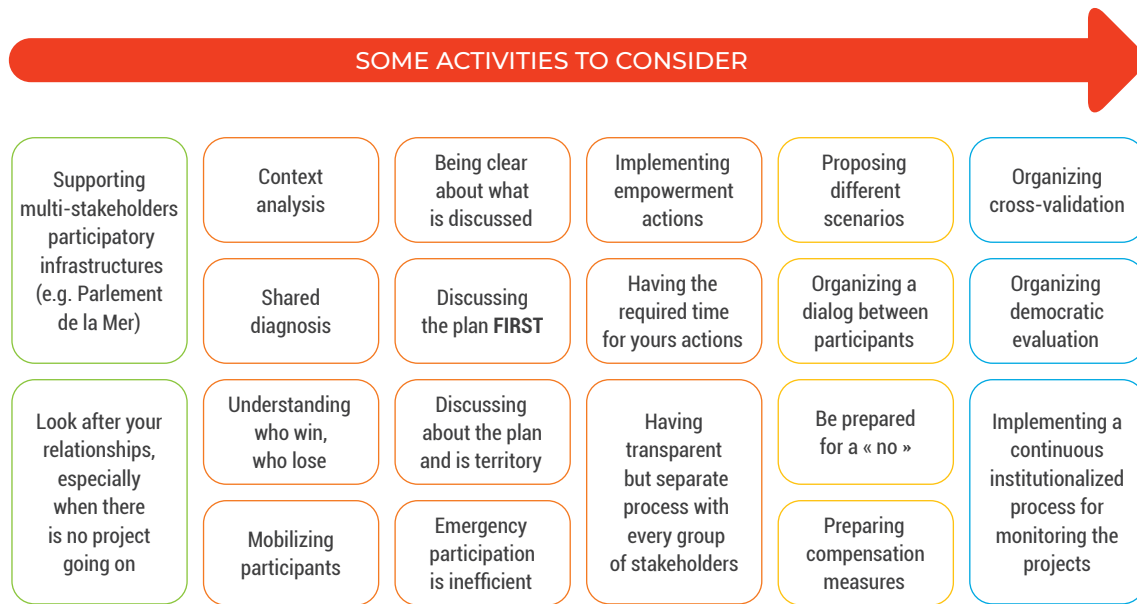 SOME ACTIVITIES TO CONSIDER
Supporting
multi-stakeholders
participatory
infrastructures
(e.g. Parlement
de la Mer)
Look after your
relationships,
especially
when there
is no project
going on
Context
analysis
Shared
diagnosis
Understanding
who win,
who lose
Mobilizing
participants
Being clear
about what
is discussed
Discussing
the plan FIRST
Discussing
about the plan
and is territory
Emergency
participation
is inefficient
Implementing
empowerment
actions
Having the
required time
for yours actions
Having
transparent
but separate
process with
every group
of stakeholders
Proposing
different
scenarios
Organizing a
dialog between
participants
Be prepared
for a « no »
Preparing
compensation
measures
Organizing
cross-validation
Organizing
democratic
evaluation
Implementing a
continuous
institutionalized
process for
monitoring the
projects